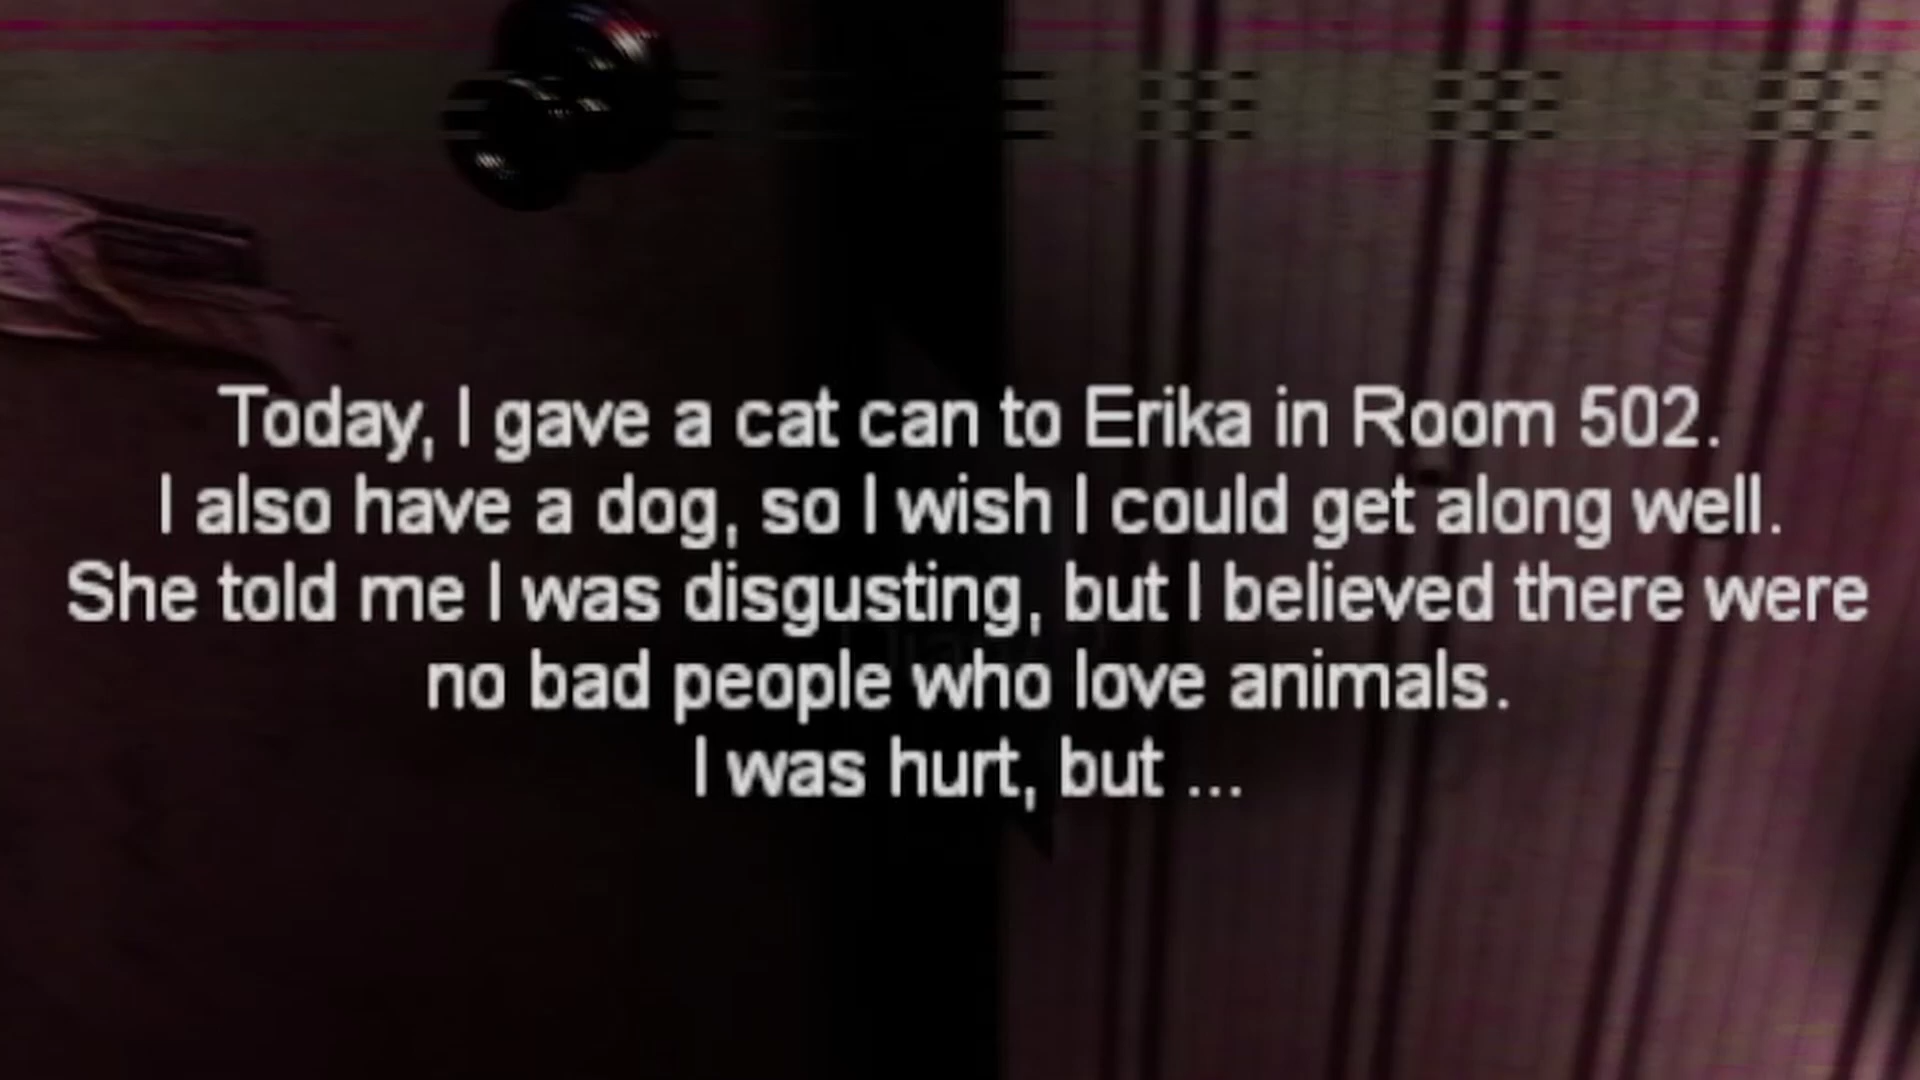 Today, I gave a cat can to Erika in Room 502.
I also have a dog, so I wish I could get along well.
She told me I was disgusting, but I believed there were
no bad people who love animals.
I was hurt, but ...